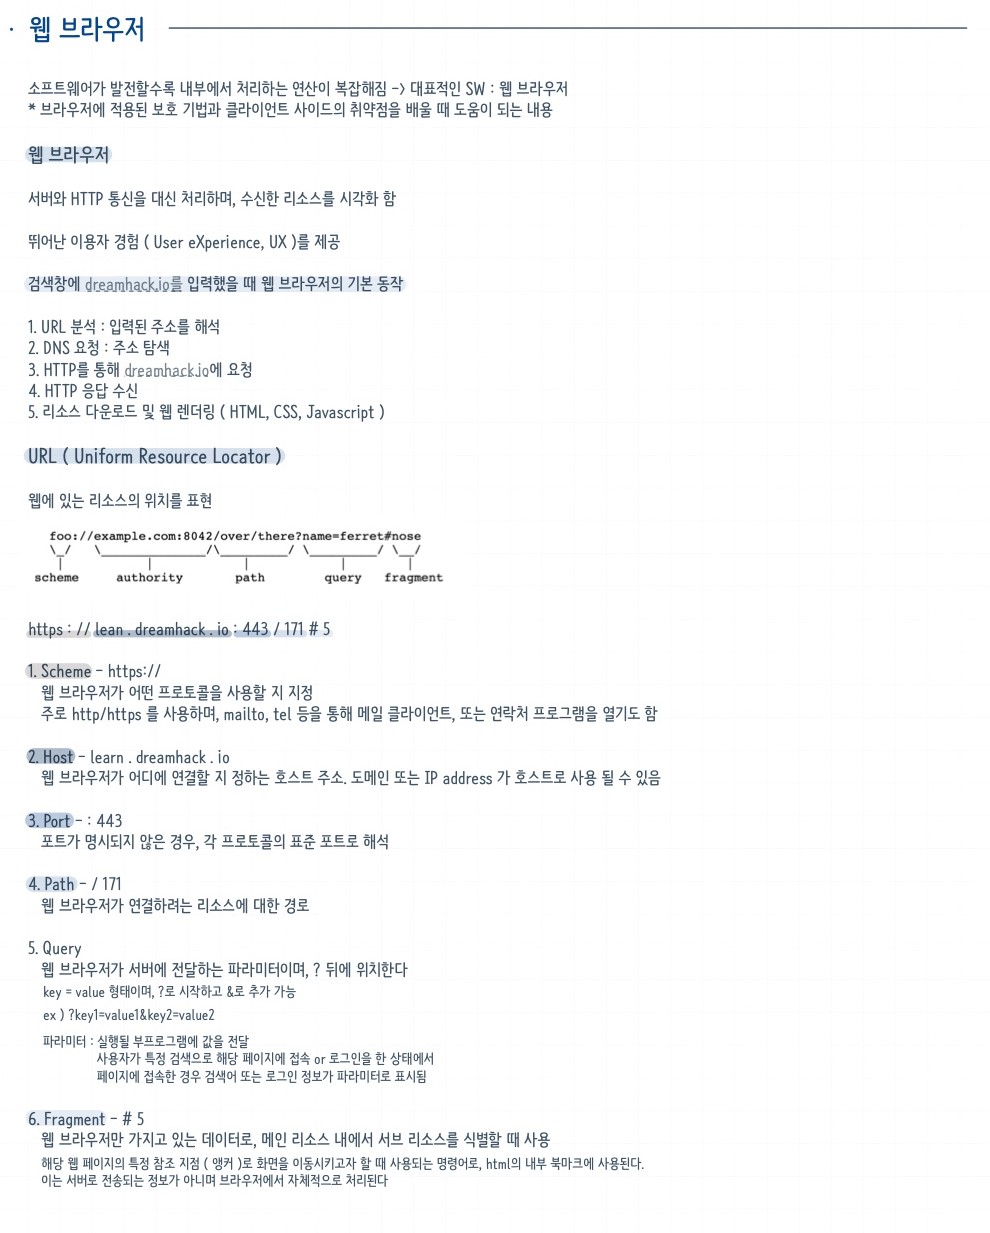 · 웹 브라우저
소프트웨어가 발전할수록 내부에서 처리하는 연산이 복잡해짐 -> 대표적인 SW : 웹 브라우저
* 브라우저에 적용된 보호 기법과 클라이언트 사이드의 취약점을 배울 때 도움이 되는 내용
웹 브라우저
서버와 HTTP 통신을 대신 처리하며, 수신한 리소스를 시각화 함
뛰어난 이용자 경험 ( User eXperience, UX )를 제공
검색창에 dreamhack.io를 입력했을 때 웹 브라우저의 기본 동작
1. URL 분석 : 입력된 주소를 해석
2. DNS 요청 : 주소 탐색
3. HTTP를 통해 dreamhack.io에 요청
4. HTTP 응답 수신
5. 리소스 다운로드 및 웹 렌더링 ( HTML, CSS, Javascript )
URL ( Uniform Resource Locator )
웹에 있는 리소스의 위치를 표현
foo://example.com:8042/over/there?name=ferret#nose
\_/ \______________/\_________/ \_________/ \__/
| | | | |
scheme authority path query fragment
https : // lean . dreamhack . io : 443 / 171 # 5
1. Scheme - https://
웹 브라우저가 어떤 프로토콜을 사용할 지 지정
주로 http/https 를 사용하며, mailto, tel 등을 통해 메일 클라이언트, 또는 연락처 프로그램을 열기도 함
2. Host - learn . dreamhack . io
웹 브라우저가 어디에 연결할 지 정하는 호스트 주소. 도메인 또는 IP address 가 호스트로 사용 될 수 있음
3. Port - : 443
포트가 명시되지 않은 경우, 각 프로토콜의 표준 포트로 해석
4. Path - / 171
웹 브라우저가 연결하려는 리소스에 대한 경로
5. Query
웹 브라우저가 서버에 전달하는 파라미터이며, ? 뒤에 위치한다
key = value 형태이며, ?로 시작하고 &로 추가 가능
ex ) ?key1=value1&key2=value2
파라미터 : 실행될 부프로그램에 값을 전달
사용자가 특정 검색으로 해당 페이지에 접속 or 로그인을 한 상태에서
페이지에 접속한 경우 검색어 또는 로그인 정보가 파라미터로 표시됨
6. Fragment - # 5
웹 브라우저만 가지고 있는 데이터로, 메인 리소스 내에서 서브 리소스를 식별할 때 사용
해당 웹 페이지의 특정 참조 지점 ( 앵커 )로 화면을 이동시키고자 할 때 사용되는 명령어로, html의 내부 북마크에 사용된다.
이는 서버로 전송되는 정보가 아니며 브라우저에서 자체적으로 처리된다